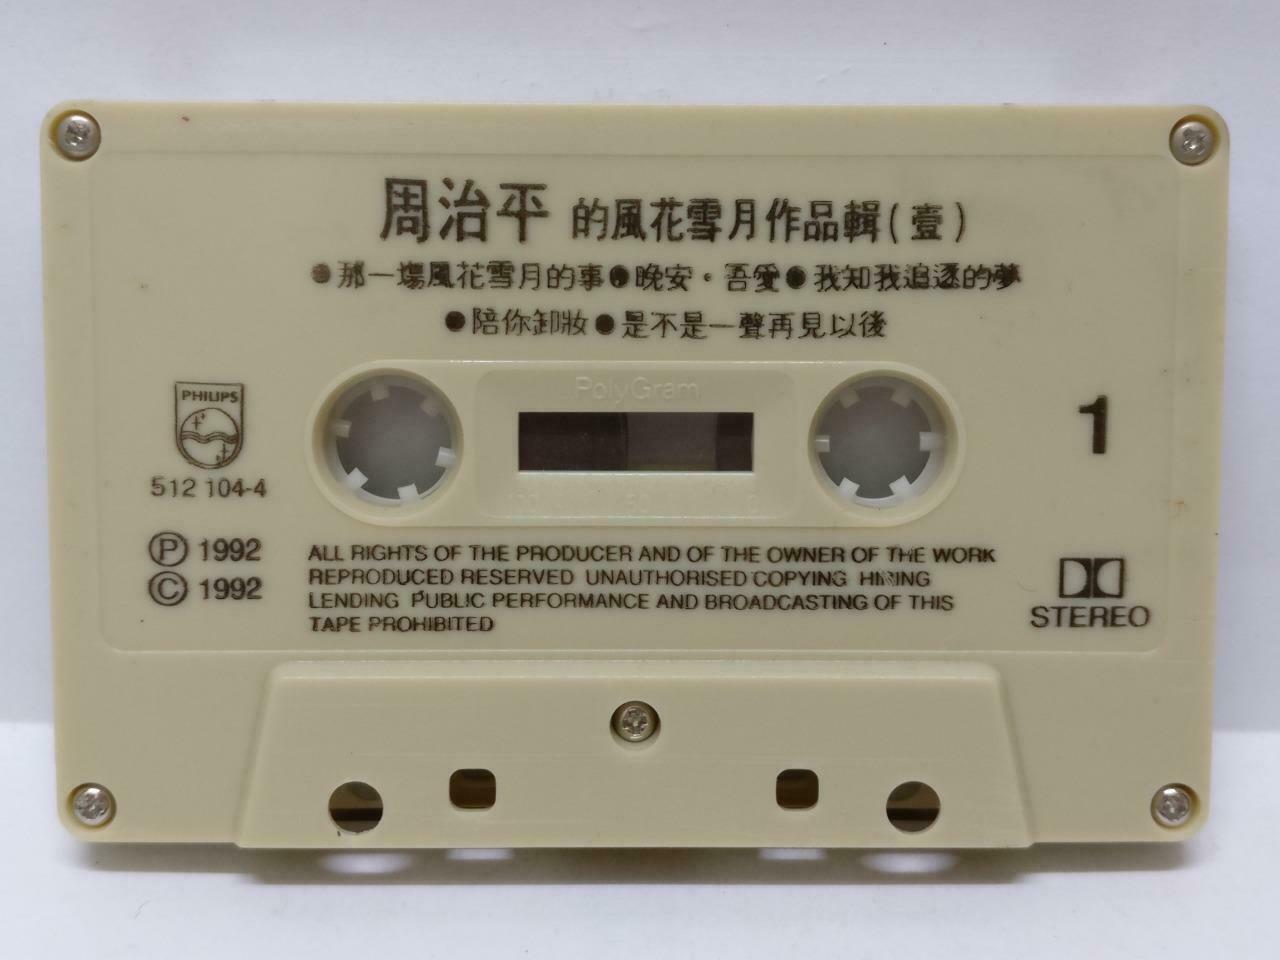 周治平 的風花雪月作品輯(壹)
●那一場風花雪月的事●晚安·吾愛●我知我追逐的夢
●陪你卸妝●是不是一聲再見以後
PolyGram
PHILIPS
1
512 104-4
100 50 0
Ⓟ 1992
© 1992
ALL RIGHTS OF THE PRODUCER AND OF THE OWNER OF THE WORK
REPRODUCED RESERVED UNAUTHORISED COPYING HIRING
LENDING PUBLIC PERFORMANCE AND BROADCASTING OF THIS
TAPE PROHIBITED
STEREO